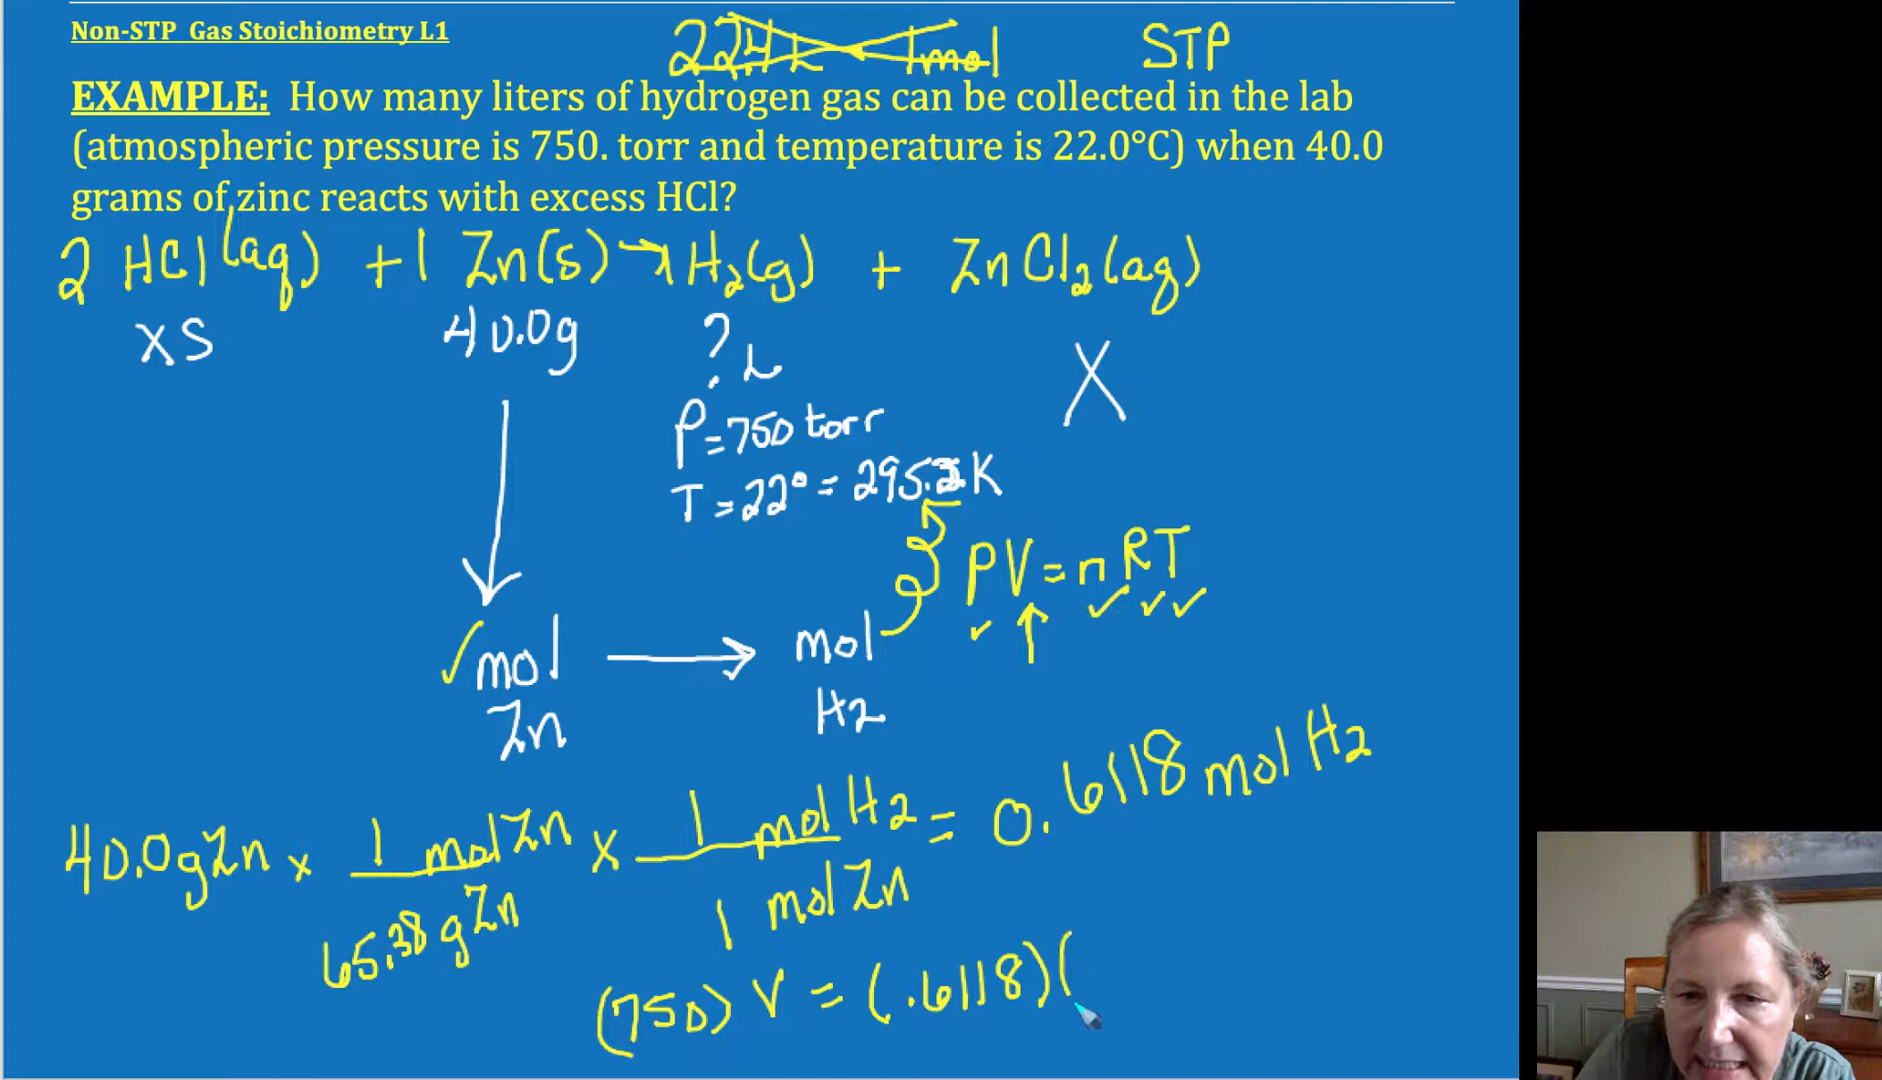 Non-STP Gas Stoichiometry L1
22.4 L 1 mol STP
EXAMPLE: How many liters of hydrogen gas can be collected in the lab
(atmospheric pressure is 750. torr and temperature is 22.0°C) when 40.0
grams of zinc reacts with excess HCl?
2 HCl(aq) + 1 Zn(s) → 1 H2(g) + ZnCl2(aq)
XS 40.0g ? L X
P = 750 torr
T = 22° = 295.2 K
PV = nRT
✓ mol → mol
Zn H2
40.0g Zn x 1 mol Zn x 1 mol H2 = 0.6118 mol H2
65.38 g Zn 1 mol Zn
(750) V = (.6118)(